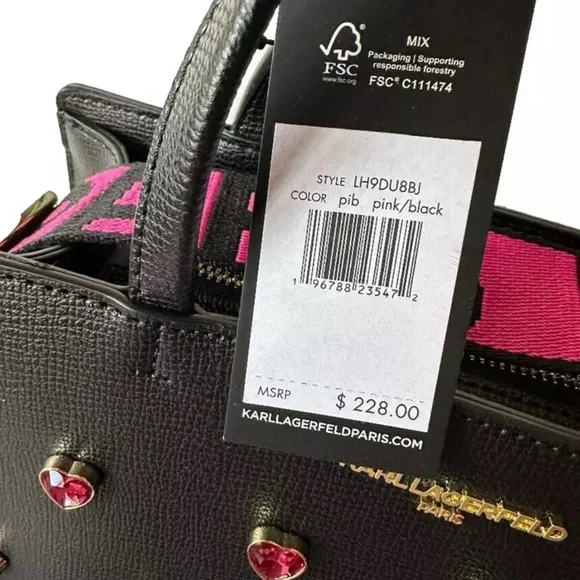 MIX
Packaging | Supporting
responsible forestry
FSC
www.fsc.org
FSC® C111474
STYLE LH9DU8BJ
COLOR pib pink/black
1 96788 23547 2
MSRP $ 228.00
KARLLAGERFELDPARIS.COM
KARL LAGERFELD
PARIS